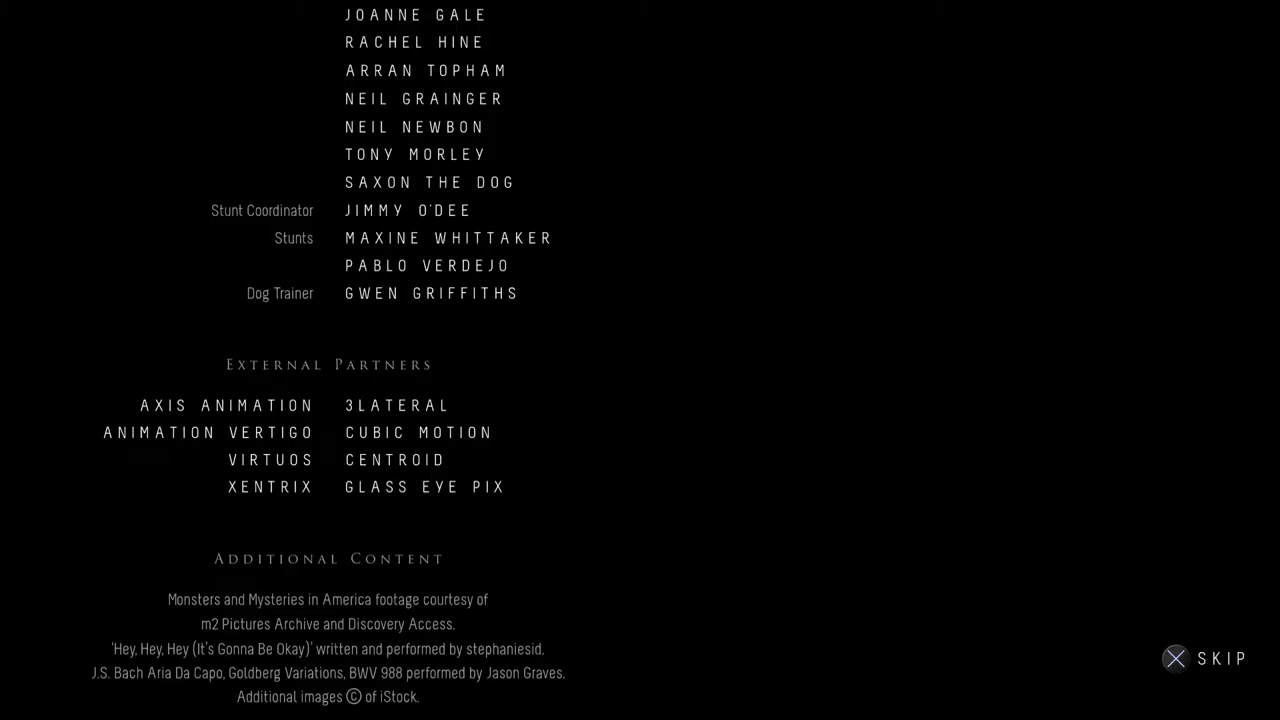 JOANNE GALE
RACHEL HINE
ARRAN TOPHAM
NEIL GRAINGER
NEIL NEWBON
TONY MORLEY
SAXON THE DOG
Stunt Coordinator JIMMY O'DEE
Stunts MAXINE WHITTAKER
PABLO VERDEJO
Dog Trainer GWEN GRIFFITHS
EXTERNAL PARTNERS
AXIS ANIMATION 3LATERAL
ANIMATION VERTIGO CUBIC MOTION
VIRTUOS CENTROID
XENTRIX GLASS EYE PIX
ADDITIONAL CONTENT
Monsters and Mysteries in America footage courtesy of
m2 Pictures Archive and Discovery Access.
'Hey, Hey, Hey (It's Gonna Be Okay)' written and performed by stephaniesid.
J.S. Bach Aria Da Capo, Goldberg Variations, BWV 988 performed by Jason Graves.
Additional images © of iStock.
SKIP